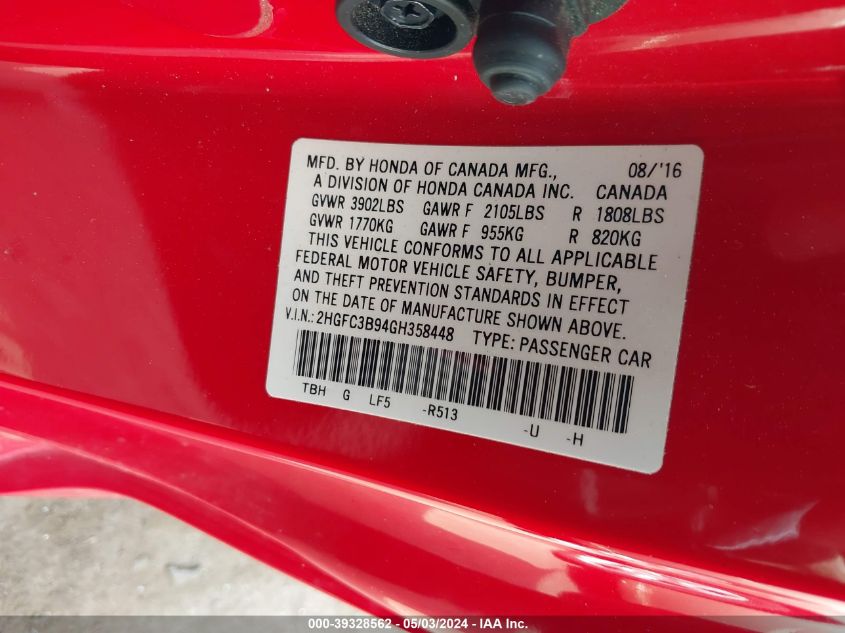 MFD. BY HONDA OF CANADA MFG., 08/'16
A DIVISION OF HONDA CANADA INC. CANADA
GVWR 3902LBS GAWR F 2105LBS R 1808LBS
GVWR 1770KG GAWR F 955KG R 820KG
THIS VEHICLE CONFORMS TO ALL APPLICABLE
FEDERAL MOTOR VEHICLE SAFETY, BUMPER,
AND THEFT PREVENTION STANDARDS IN EFFECT
ON THE DATE OF MANUFACTURE SHOWN ABOVE.
V.I.N.: 2HGFC3B94GH358448 TYPE: PASSENGER CAR
TBH G LF5 -R513 -U -H
000-39328562 - 05/03/2024 - IAA Inc.